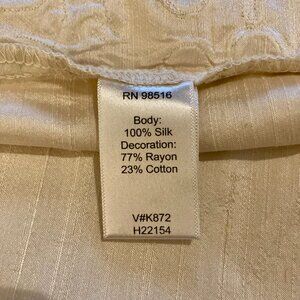 RN 98516
Body:
100% Silk
Decoration:
77% Rayon
23% Cotton
V#K872
H22154